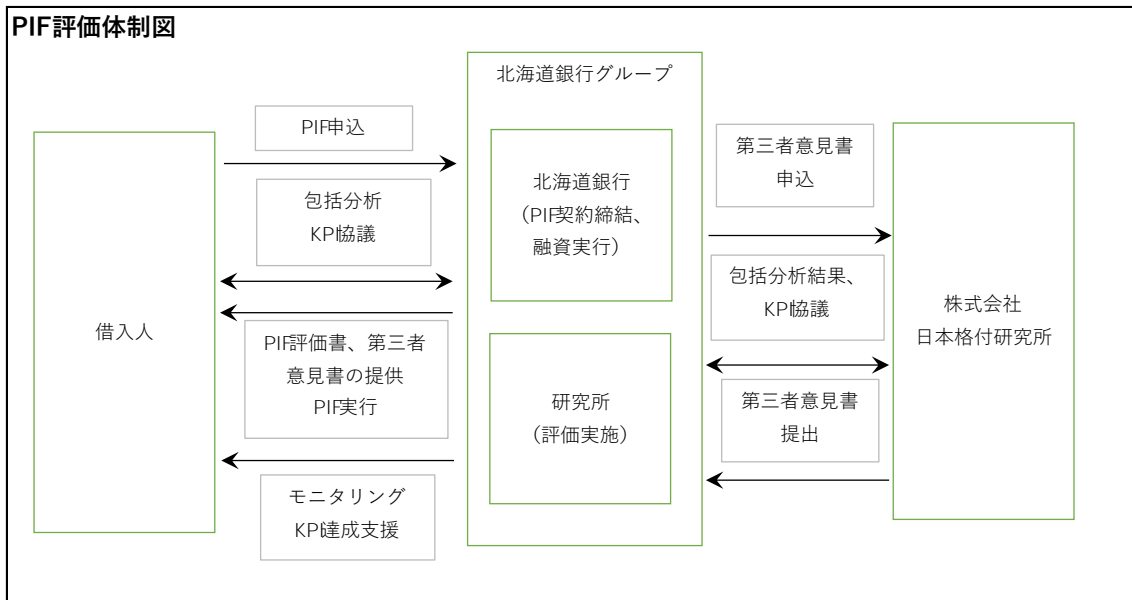 PIF評価体制図
北海道銀行グループ
PIF申込
包括分析
KPI協議
借入人
PIF評価書、第三者
意見書の提供
PIF実行
モニタリング
KPI達成支援
北海道銀行
(PIF契約締結、
融資実行)
研究所
(評価実施)
第三者意見書
申込
包括分析結果、
KPI協議
第三者意見書
提出
株式会社
日本格付研究所